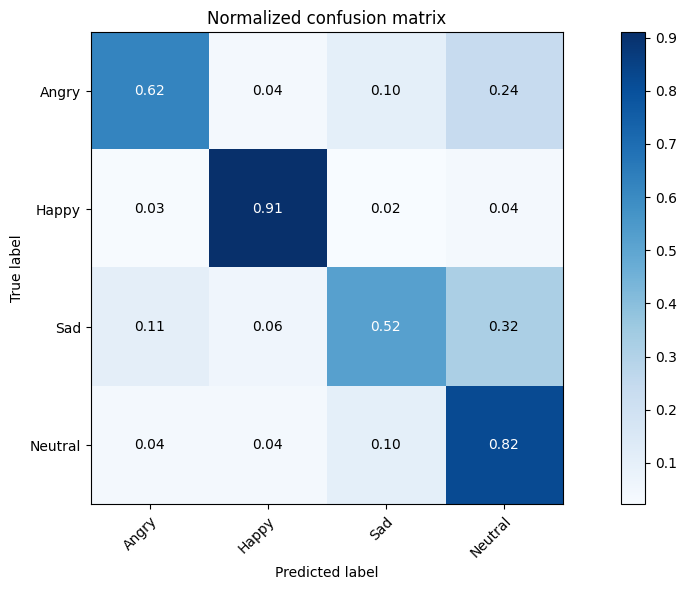 Normalized confusion matrix
Angry 0.62 0.04 0.10 0.24
Happy 0.03 0.91 0.02 0.04
Sad 0.11 0.06 0.52 0.32
Neutral 0.04 0.04 0.10 0.82
True label
Angry Happy Sad Neutral
Predicted label
0.9
0.8
0.7
0.6
0.5
0.4
0.3
0.2
0.1